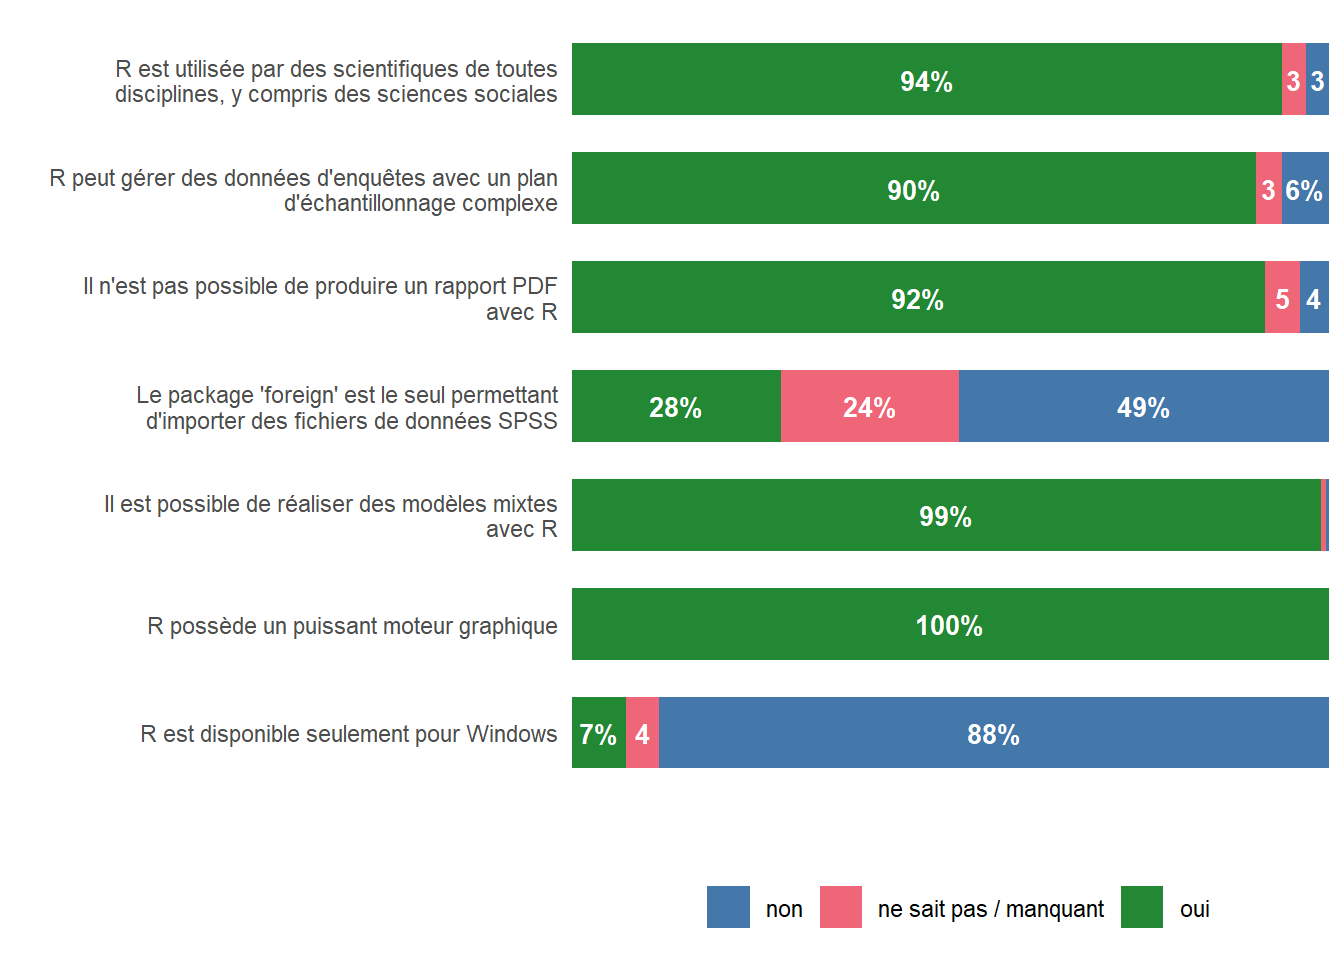 R est utilisée par des scientifiques de toutes
disciplines, y compris des sciences sociales
94%
3
3
R peut gérer des données d'enquêtes avec un plan
d'échantillonnage complexe
90%
3
6%
Il n'est pas possible de produire un rapport PDF
avec R
92%
5
4
Le package 'foreign' est le seul permettant
d'importer des fichiers de données SPSS
28%
24%
49%
Il est possible de réaliser des modèles mixtes
avec R
99%
R possède un puissant moteur graphique
100%
R est disponible seulement pour Windows
7%
4
88%
non
ne sait pas / manquant
oui